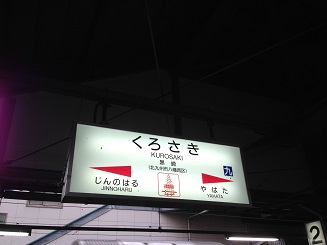 くろさき
KUROSAKI
黒崎
(北九州市八幡西区)
じんのはる
JINNOHARU
やはた
YAHATA
九
2